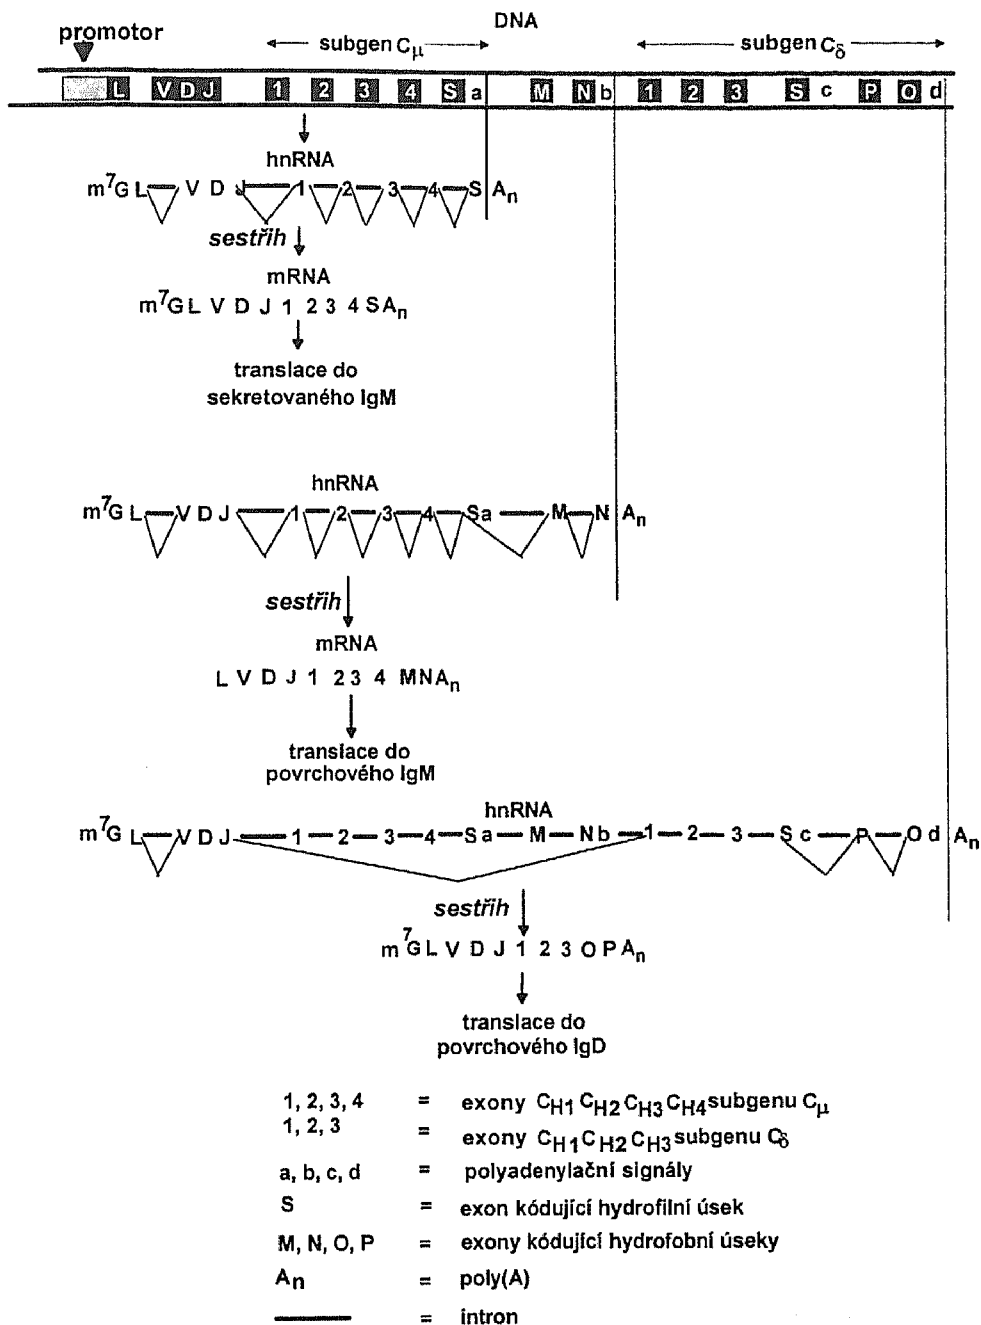 DNA
promotor
subgen Cμ subgen Cδ
L V D J 1 2 3 4 S a M N b 1 2 3 S c P O d
hnRNA
m7G L V D J 1 2 3 4 S An
sestřih
mRNA
m7G L V D J 1 2 3 4 S An
translace do
sekretovaného IgM
hnRNA
m7G L V D J 1 2 3 4 Sa M N An
sestřih
mRNA
L V D J 1 2 3 4 M N An
translace do
povrchového IgM
hnRNA
m7G L V D J 1 2 3 4 S a M N b 1 2 3 S c P O d An
sestřih
m7G L V D J 1 2 3 O P An
translace do
povrchového IgD
1, 2, 3, 4 = exony CH1 CH2 CH3 CH4 subgenu Cμ
1, 2, 3 = exony CH1 CH2 CH3 subgenu Cδ
a, b, c, d = polyadenylační signály
S = exon kódující hydrofilní úsek
M, N, O, P = exony kódující hydrofobní úseky
An = poly(A)
= intron